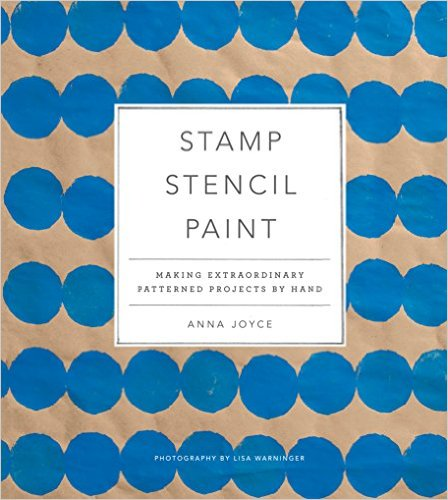 STAMP
STENCIL
PAINT
MAKING EXTRAORDINARY
PATTERNED PROJECTS BY HAND
ANNA JOYCE
PHOTOGRAPHY BY LISA WARNINGER